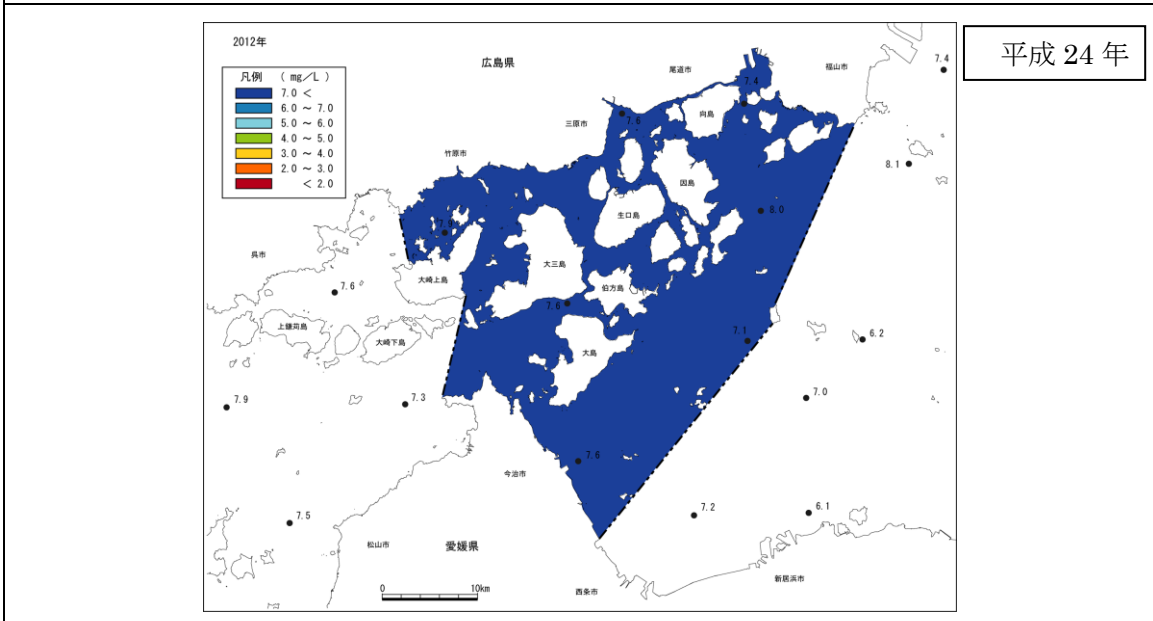 平成 24 年
2012年
広島県
尾道市
福山市
7.4
凡例 ( mg/L )
7.0 <
6.0 ~ 7.0
5.0 ~ 6.0
4.0 ~ 5.0
3.0 ~ 4.0
2.0 ~ 3.0
< 2.0
7.4
向島
7.6
三原市
竹原市
8.1
因島
生口島
8.0
呉市
大三島
大崎上島
伯方島
7.6
7.6
上鎌苅島
大崎下島
大島
7.1
6.2
7.9
7.3
7.0
7.6
今治市
7.5
7.2
6.1
松山市
愛媛県
新居浜市
0 10km
西条市